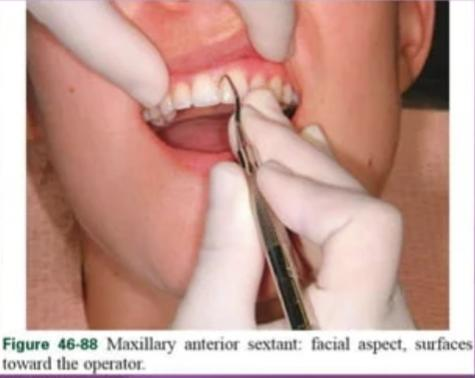 Figure 46-88 Maxillary anterior sextant: facial aspect, surfaces
toward the operator.